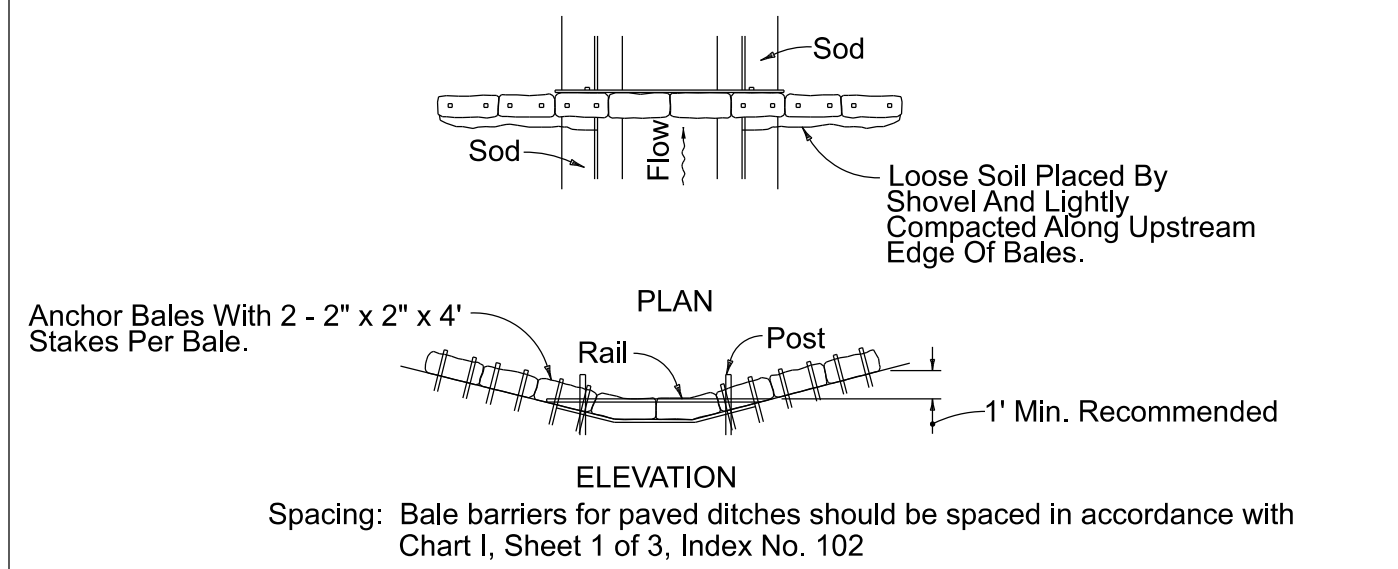 Sod
Sod
Flow
Loose Soil Placed By
Shovel And Lightly
Compacted Along Upstream
Edge Of Bales.
PLAN
Anchor Bales With 2 - 2" x 2" x 4'
Stakes Per Bale.
Rail
Post
1' Min. Recommended
ELEVATION
Spacing: Bale barriers for paved ditches should be spaced in accordance with
Chart I, Sheet 1 of 3, Index No. 102